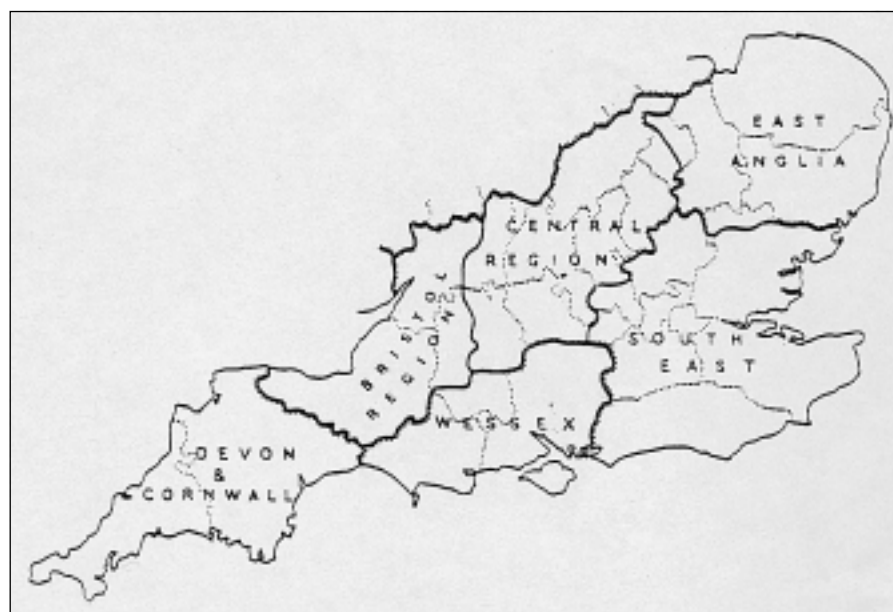 EAST
ANGLIA
CENTRAL
REGION
BRISTOL
REGION
SOUTH
EAST
WESSEX
DEVON
&
CORNWALL